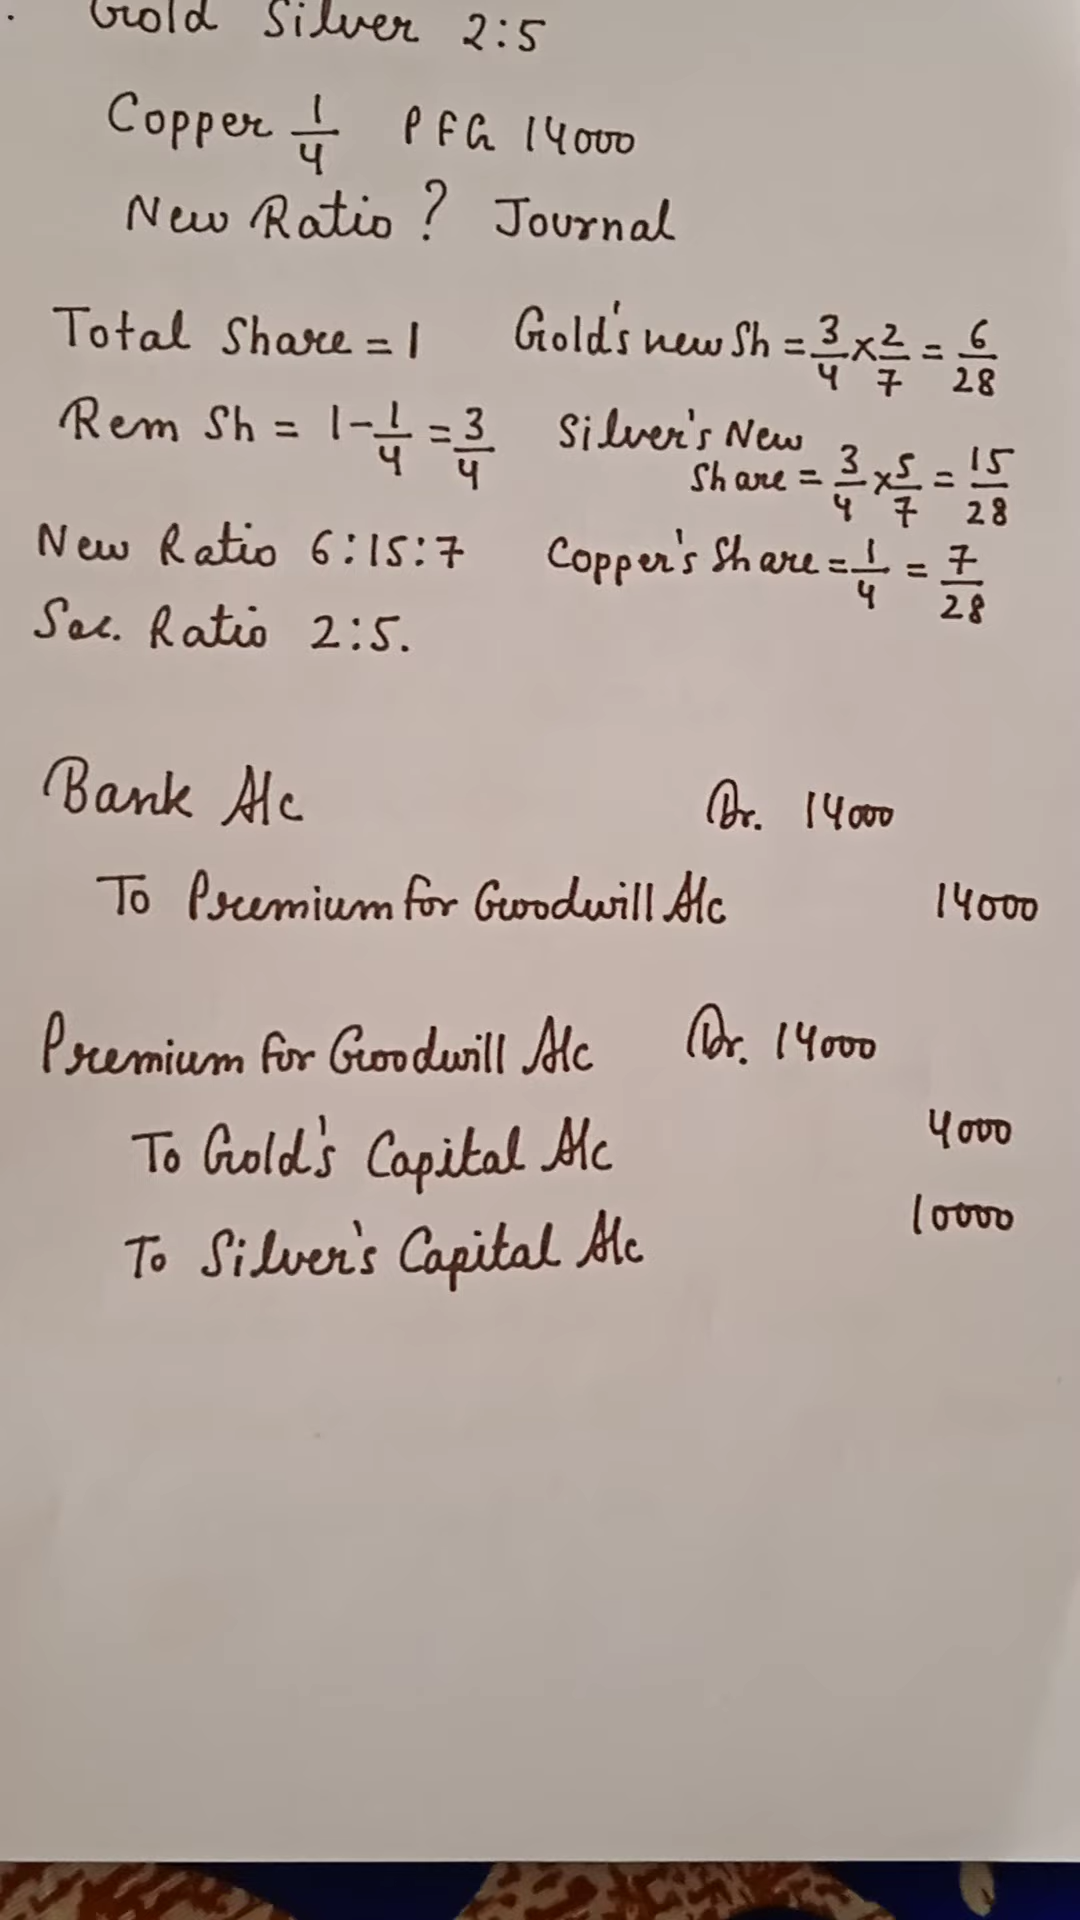 Gold Silver 2:5
Copper 1/4 PFG 14000
New Ratio? Journal
Total Share = 1
Gold's new Sh = 3/4 x 2/7 = 6/28
Rem Sh = 1 - 1/4 = 3/4
Silver's New
Share = 3/4 x 5/7 = 15/28
New Ratio 6:15:7
Copper's Share = 1/4 = 7/28
Sac. Ratio 2:5.
Bank A/c Dr. 14000
To Premium for Goodwill A/c 14000
Premium for Goodwill A/c Dr. 14000
To Gold's Capital A/c 4000
To Silver's Capital A/c 10000